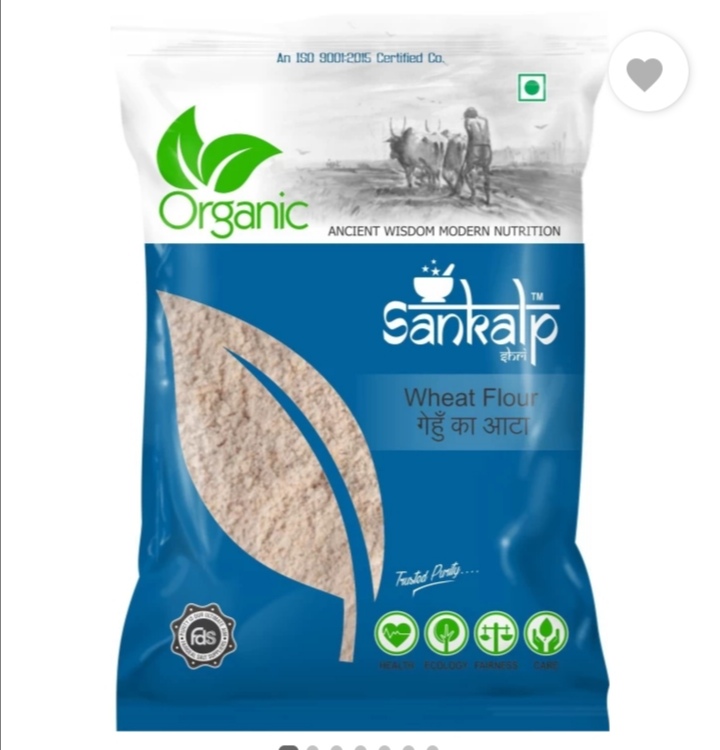 An ISO 9001:2015 Certified Co.
Organic
ANCIENT WISDOM MODERN NUTRITION
Sankalp TM
shri
Wheat Flour
गेहुँ का आटा
Trusted Purity....
fds
HEALTH ECOLOGY FAIRNESS CARE